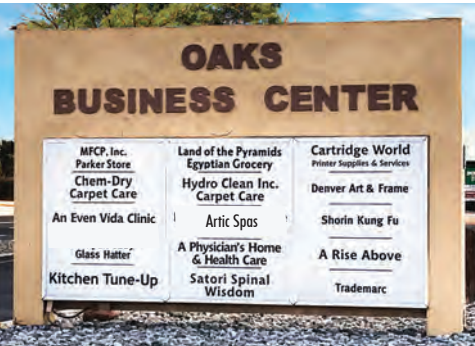 OAKS
BUSINESS CENTER
MFCP, Inc.
Parker Store
Chem-Dry
Carpet Care
An Even Vida Clinic
Glass Hatter
Kitchen Tune-Up
Land of the Pyramids
Egyptian Grocery
Hydro Clean Inc.
Carpet Care
Artic Spas
A Physician's Home
& Health Care
Satori Spinal
Wisdom
Cartridge World
Printer Supplies & Services
Denver Art & Frame
Shorin Kung Fu
A Rise Above
Trademarc